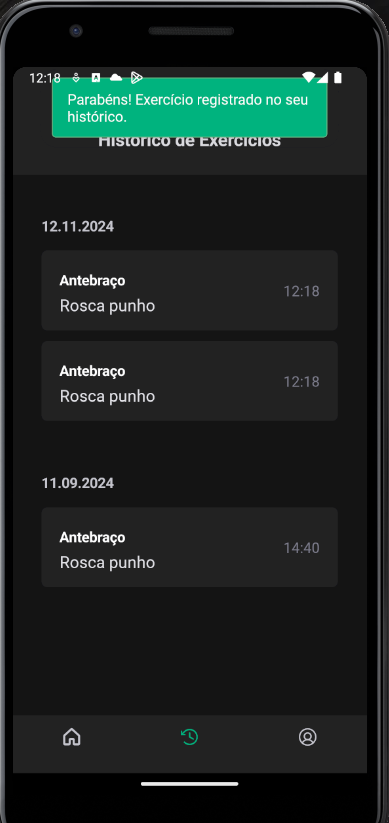 12:18
Parabéns! Exercício registrado no seu
histórico.
Histórico de Exercícios
12.11.2024
Antebraço
12:18
Rosca punho
Antebraço
12:18
Rosca punho
11.09.2024
Antebraço
14:40
Rosca punho